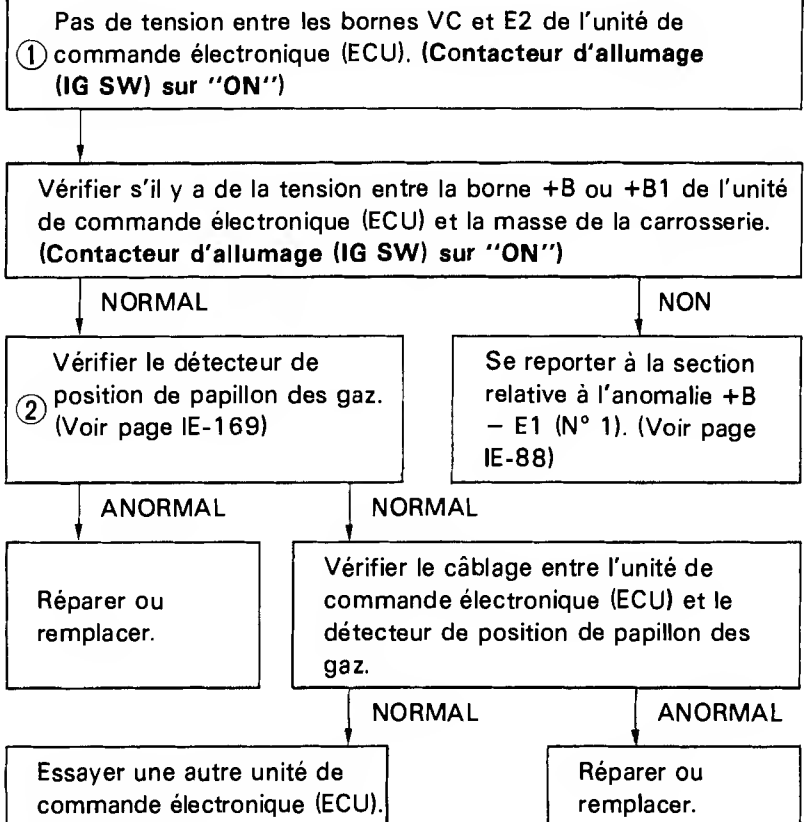 Pas de tension entre les bornes VC et E2 de l'unité de
① commande électronique (ECU). (Contacteur d'allumage
(IG SW) sur "ON")
Vérifier s'il y a de la tension entre la borne +B ou +B1 de l'unité
de commande électronique (ECU) et la masse de la carrosserie.
(Contacteur d'allumage (IG SW) sur "ON")
NORMAL
NON
Vérifier le détecteur de
② position de papillon des gaz.
(Voir page IE-169)
Se reporter à la section
relative à l'anomalie +B
– E1 (N° 1). (Voir page
IE-88)
ANORMAL
NORMAL
Réparer ou
remplacer.
Vérifier le câblage entre l'unité de
commande électronique (ECU) et le
détecteur de position de papillon des
gaz.
NORMAL
ANORMAL
Essayer une autre unité de
commande électronique (ECU).
Réparer ou
remplacer.